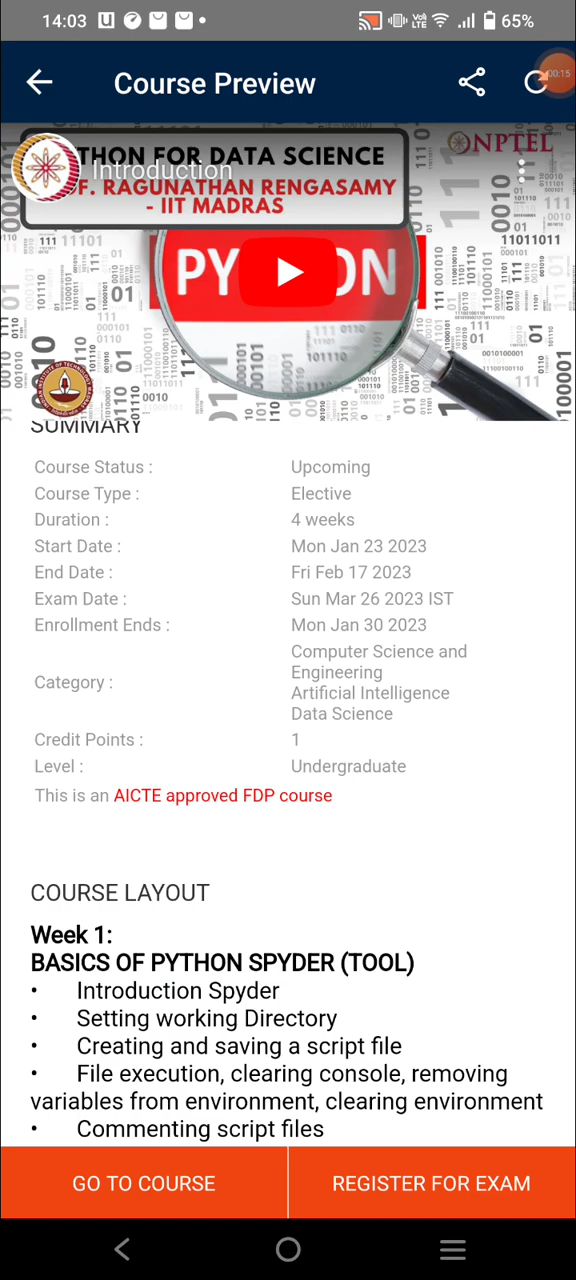 14:03
VoI LTE
65%
Course Preview
00:15
THON FOR DATA SCIENCE
Introduction
F. RAGUNATHAN RENGASAMY
- IIT MADRAS
NPTEL
PY ON
SUMMARY
Course Status : Upcoming
Course Type : Elective
Duration : 4 weeks
Start Date : Mon Jan 23 2023
End Date : Fri Feb 17 2023
Exam Date : Sun Mar 26 2023 IST
Enrollment Ends : Mon Jan 30 2023
Category : Computer Science and
Engineering
Artificial Intelligence
Data Science
Credit Points : 1
Level : Undergraduate
This is an AICTE approved FDP course
COURSE LAYOUT
Week 1:
BASICS OF PYTHON SPYDER (TOOL)
• Introduction Spyder
• Setting working Directory
• Creating and saving a script file
• File execution, clearing console, removing
variables from environment, clearing environment
• Commenting script files
GO TO COURSE
REGISTER FOR EXAM